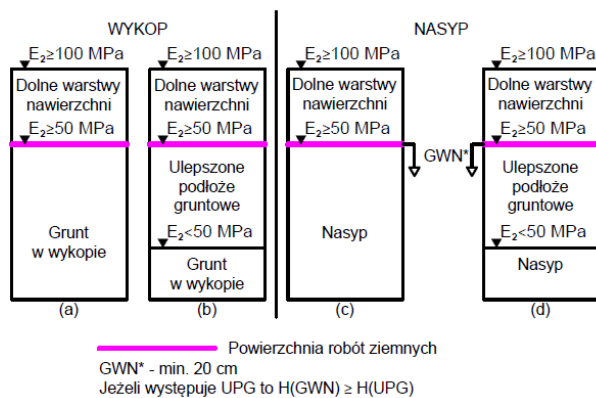 WYKOP NASYP
E₂≥100 MPa E₂≥100 MPa E₂≥100 MPa E₂≥100 MPa
Dolne warstwy nawierzchni Dolne warstwy nawierzchni Dolne warstwy nawierzchni Dolne warstwy nawierzchni
E₂≥50 MPa E₂≥50 MPa E₂≥50 MPa E₂≥50 MPa
GWN*
Grunt w wykopie
Ulepszone podłoże gruntowe
E₂<50 MPa
Grunt w wykopie
Nasyp
Ulepszone podłoże gruntowe
E₂<50 MPa
Nasyp
(a) (b) (c) (d)
Powierzchnia robót ziemnych
GWN* - min. 20 cm
Jeżeli występuje UPG to H(GWN) ≥ H(UPG)